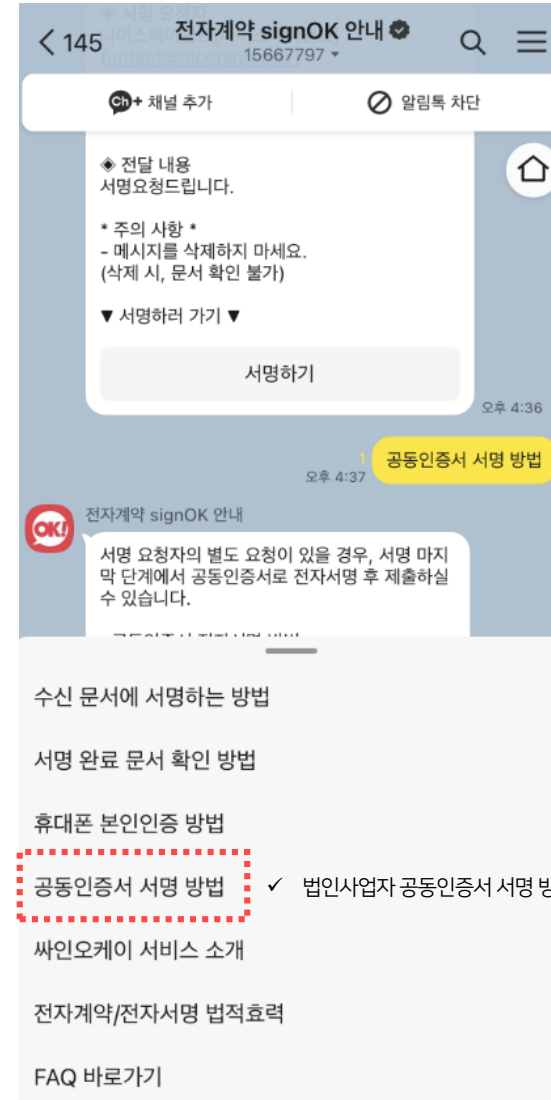 145
전자계약 signOK 안내
15667797
Ch+ 채널 추가
알림톡 차단
◈ 전달 내용
서명요청드립니다.
* 주의 사항 *
- 메시지를 삭제하지 마세요.
(삭제 시, 문서 확인 불가)
▼ 서명하러 가기 ▼
서명하기
오후 4:36
1
오후 4:37
공동인증서 서명 방법
OK!
전자계약 signOK 안내
서명 요청자의 별도 요청이 있을 경우, 서명 마지
막 단계에서 공동인증서로 전자서명 후 제출하실
수 있습니다.
수신 문서에 서명하는 방법
서명 완료 문서 확인 방법
휴대폰 본인인증 방법
공동인증서 서명 방법
✓ 법인사업자 공동인증서 서명
싸인오케이 서비스 소개
전자계약/전자서명 법적효력
FAQ 바로가기